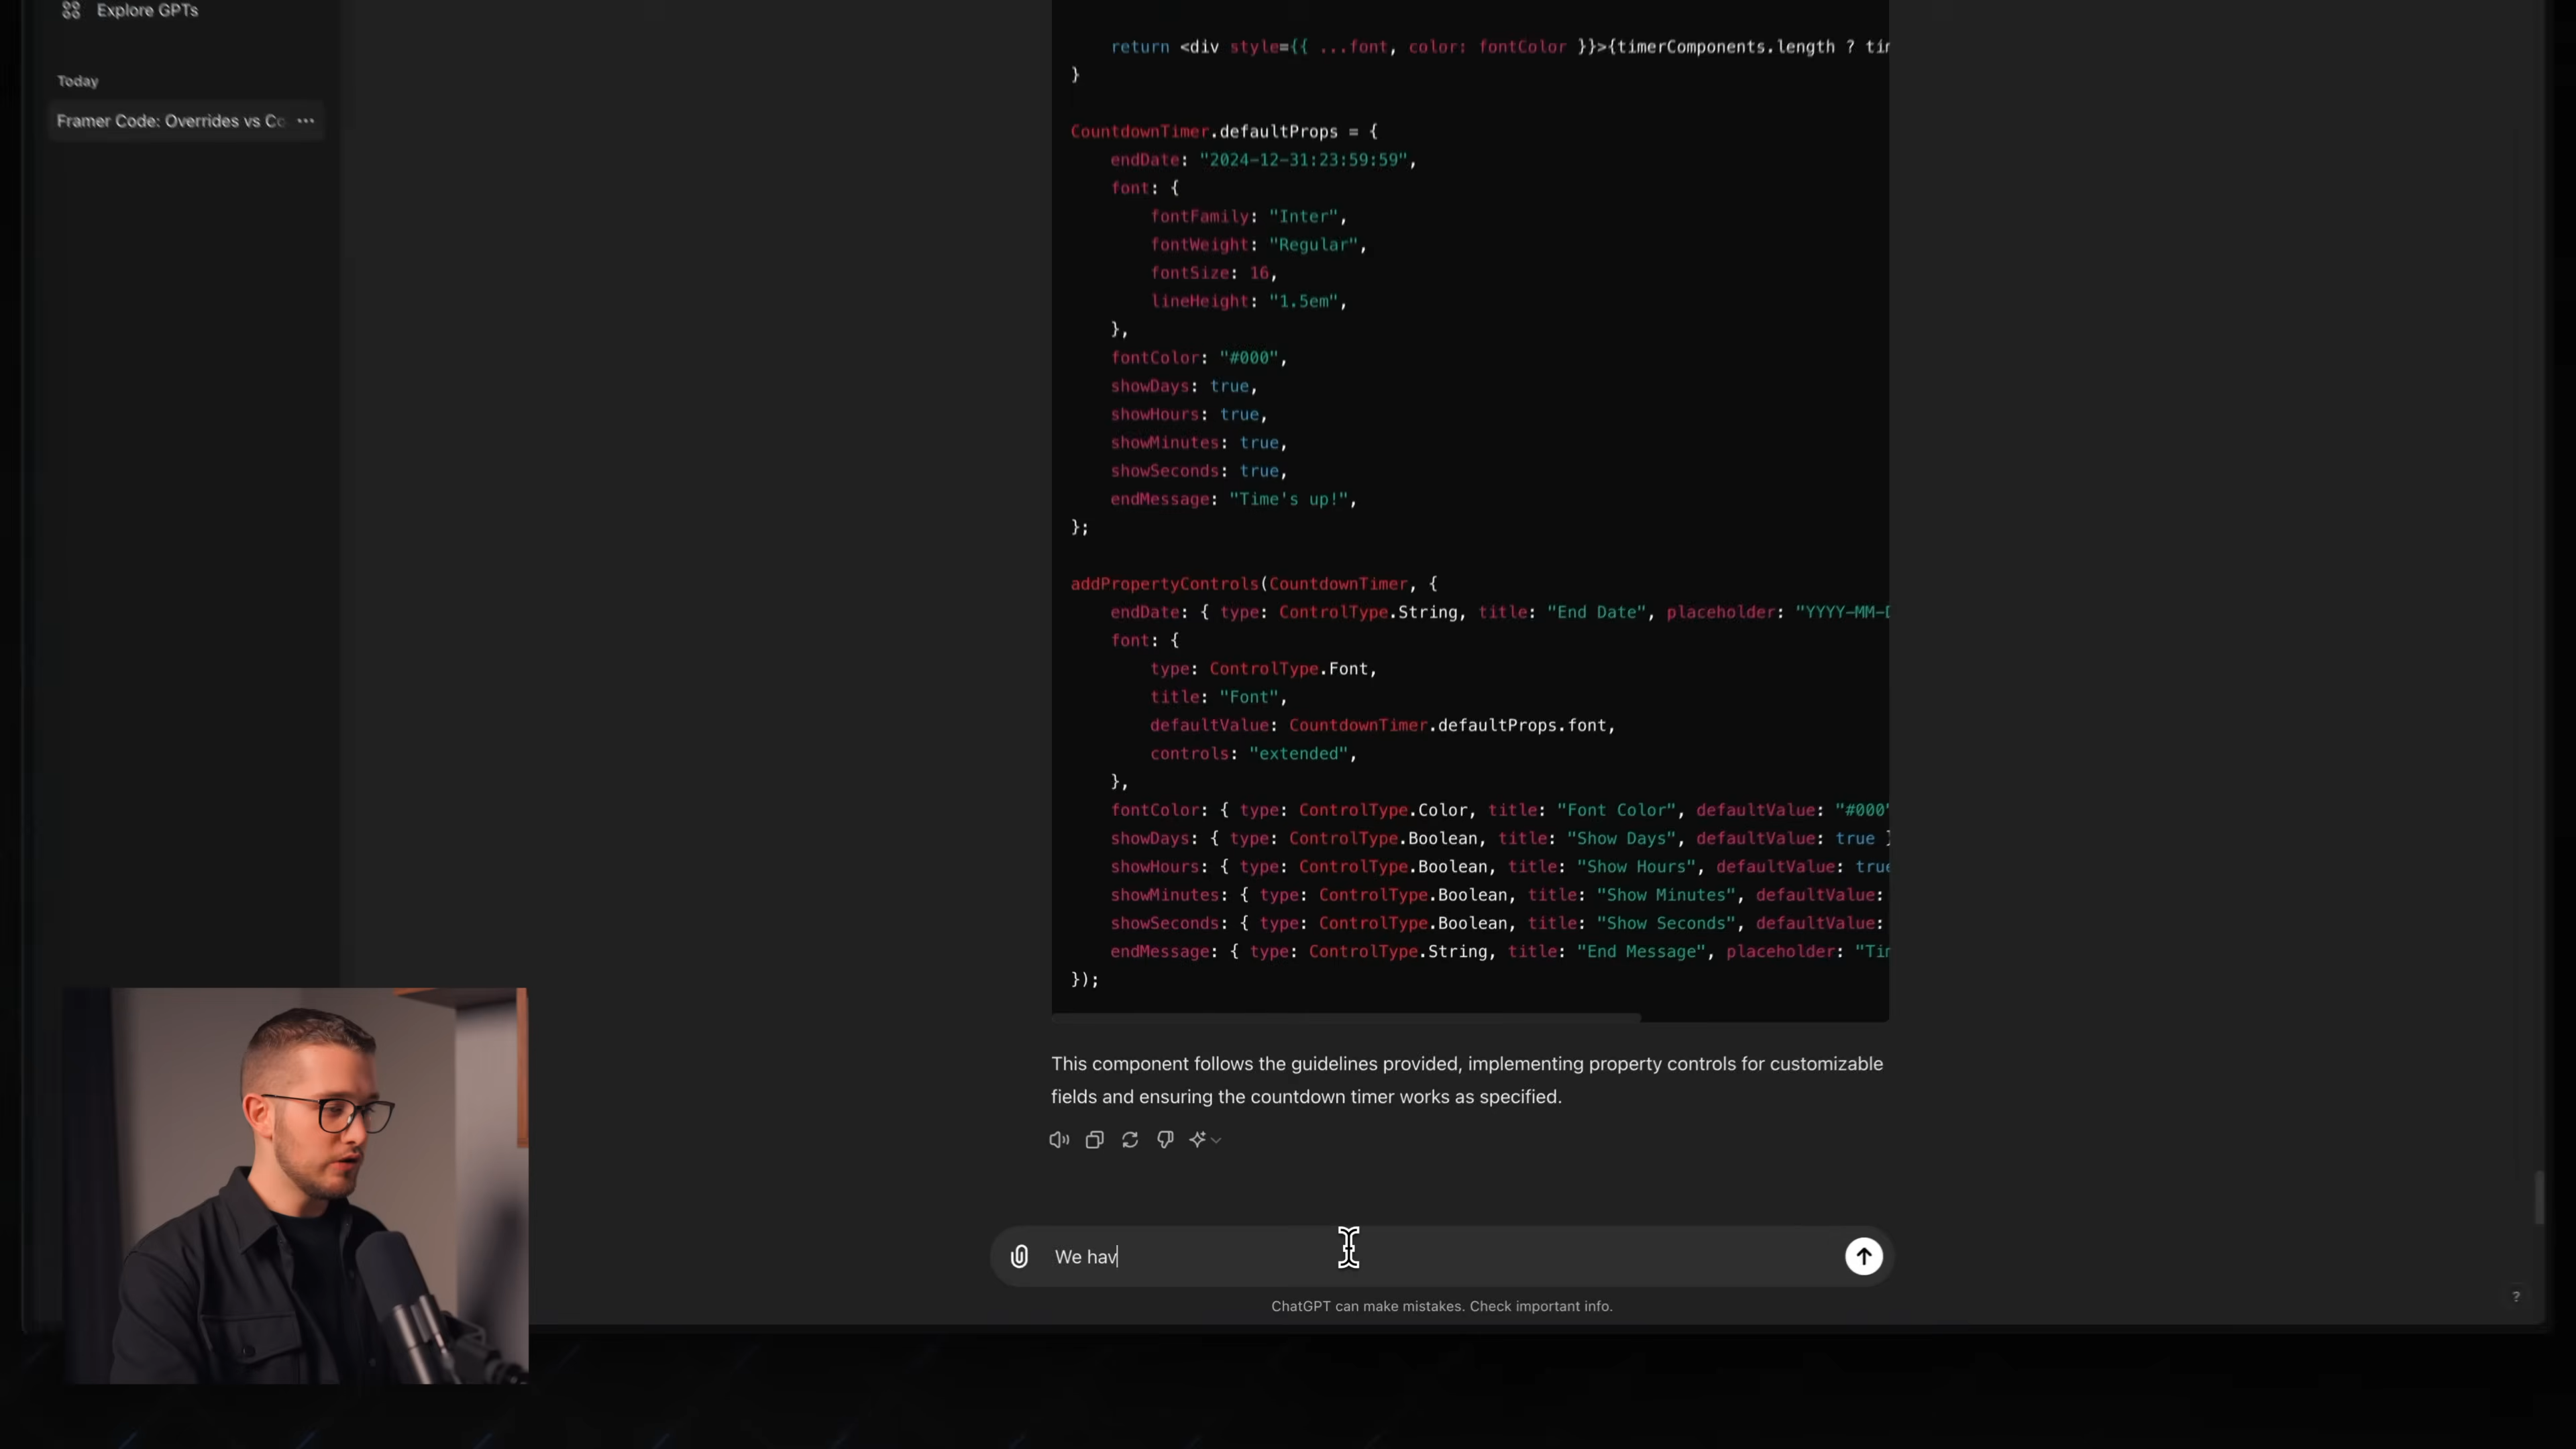 Explore GPTs
Today
Framer Code: Overrides vs Co
return <div style={{ ...font, color: fontColor }}>{timerComponents.length ? tim
}
CountdownTimer.defaultProps = {
endDate: "2024-12-31:23:59:59",
font: {
fontFamily: "Inter",
fontWeight: "Regular",
fontSize: 16,
lineHeight: "1.5em",
},
fontColor: "#000",
showDays: true,
showHours: true,
showMinutes: true,
showSeconds: true,
endMessage: "Time's up!",
};
addPropertyControls(CountdownTimer, {
endDate: { type: ControlType.String, title: "End Date", placeholder: "YYYY-MM-D
font: {
type: ControlType.Font,
title: "Font",
defaultValue: CountdownTimer.defaultProps.font,
controls: "extended",
},
fontColor: { type: ControlType.Color, title: "Font Color", defaultValue: "#000"
showDays: { type: ControlType.Boolean, title: "Show Days", defaultValue: true }
showHours: { type: ControlType.Boolean, title: "Show Hours", defaultValue: true
showMinutes: { type: ControlType.Boolean, title: "Show Minutes", defaultValue:
showSeconds: { type: ControlType.Boolean, title: "Show Seconds", defaultValue:
endMessage: { type: ControlType.String, title: "End Message", placeholder: "Tim
});
This component follows the guidelines provided, implementing property controls for customizable
fields and ensuring the countdown timer works as specified.
We hav
ChatGPT can make mistakes. Check important info.
?